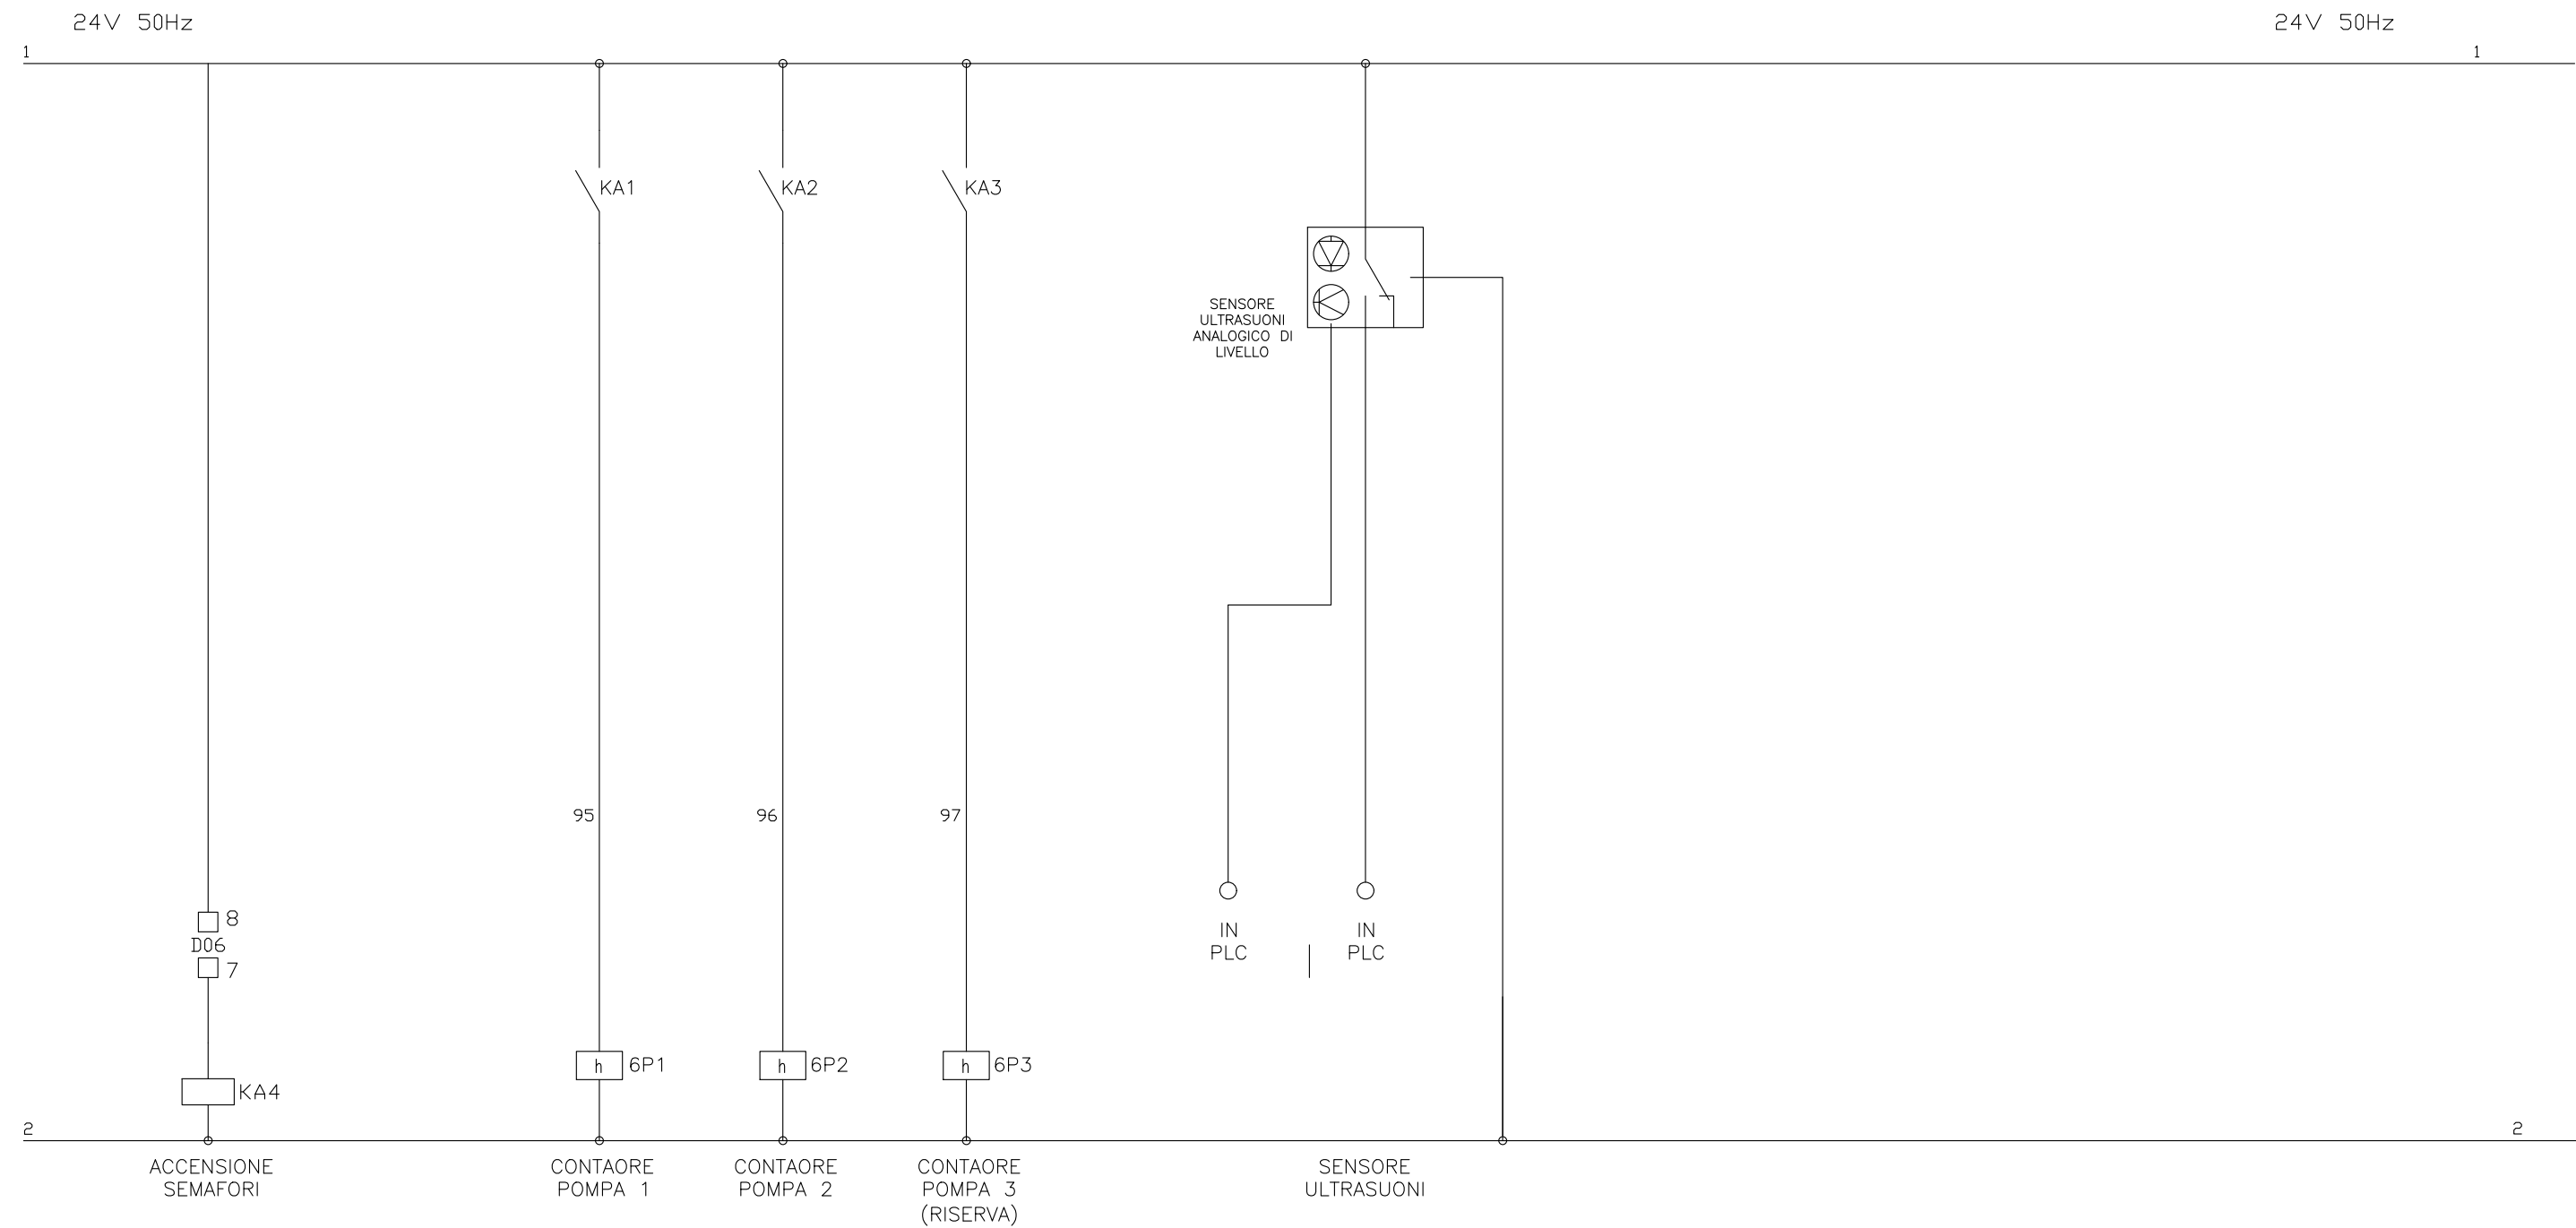 24V 50Hz
24V 50Hz
1
1
KA1
KA2
KA3
SENSORE
ULTRASUONI
ANALOGICO DI
LIVELLO
95
96
97
8
D06
7
IN
PLC
IN
PLC
h
6P1
h
6P2
h
6P3
KA4
2
2
ACCENSIONE
SEMAFORI
CONTAORE
POMPA 1
CONTAORE
POMPA 2
CONTAORE
POMPA 3
(RISERVA)
SENSORE
ULTRASUONI